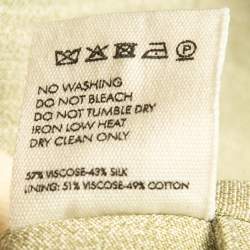 NO WASHING
DO NOT BLEACH
DO NOT TUMBLE DRY
IRON LOW HEAT
DRY CLEAN ONLY
57% VISCOSE-43% SILK
LINING: 51% VISCOSE-49% COTTON